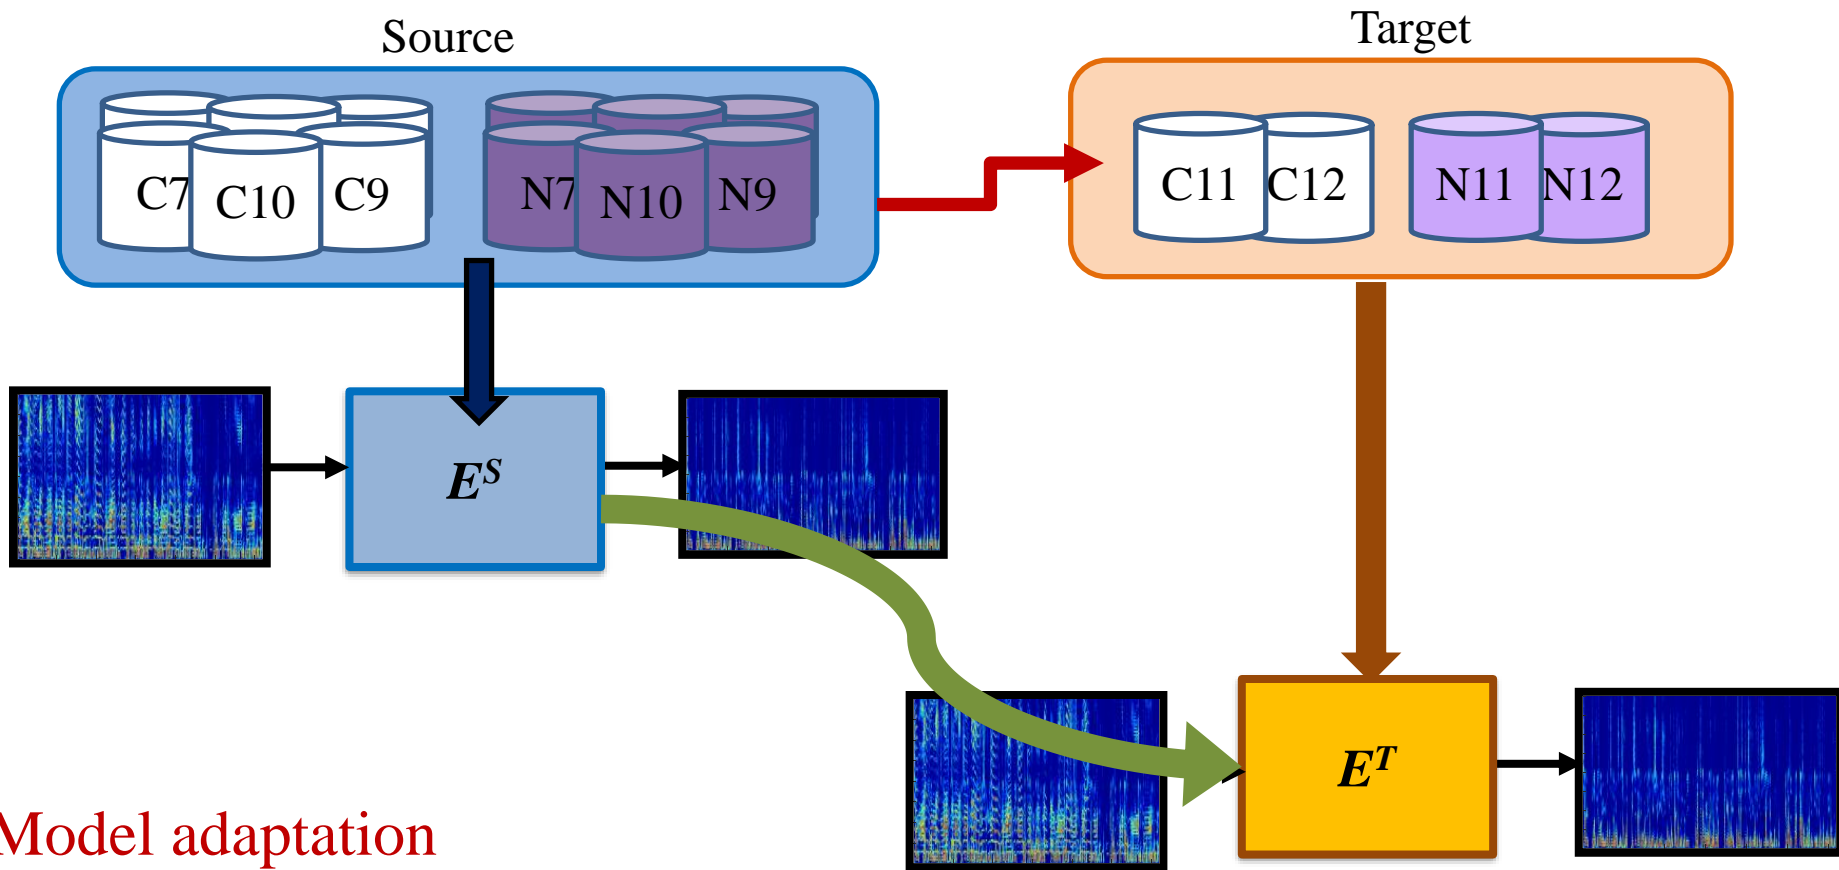 Source
Target
C7 C10 C9 N7 N10 N9
C11 C12 N11 N12
E^S
E^T
Model adaptation